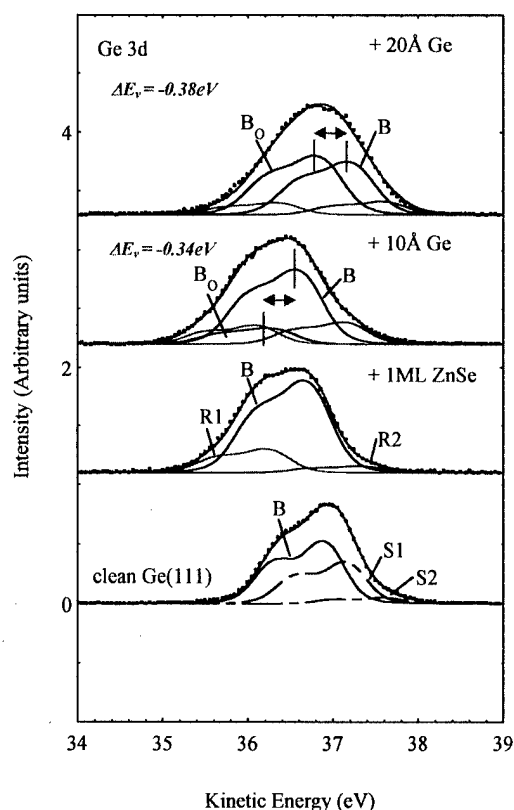 Ge 3d
+ 20Å Ge
ΔEᵥ = -0.38eV
4
Bₒ
B
ΔEᵥ = -0.34eV
+ 10Å Ge
Bₒ
B
2
+ 1ML ZnSe
B
R1
R2
B
clean Ge(111)
S1
S2
0
Intensity (Arbitrary units)
34 35 36 37 38 39
Kinetic Energy (eV)